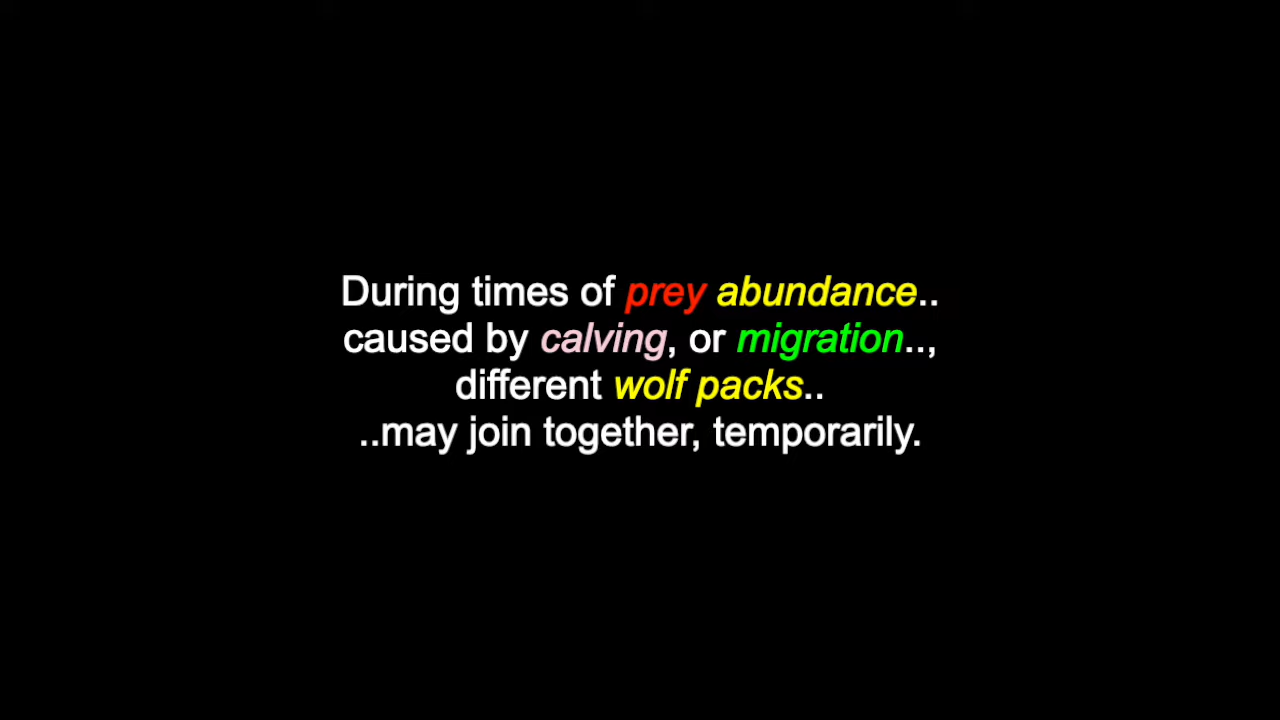 During times of prey abundance..
caused by calving, or migration..,
different wolf packs..
..may join together, temporarily.